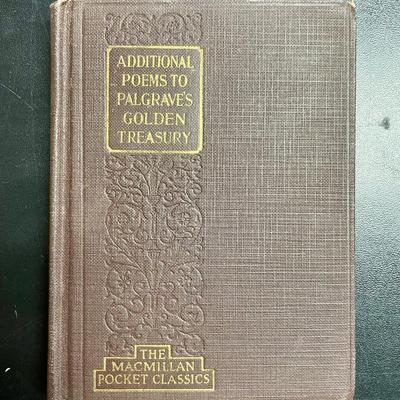 ADDITIONAL
POEMS TO
PALGRAVE'S
GOLDEN
TREASURY
THE
MACMILLAN
POCKET CLASSICS